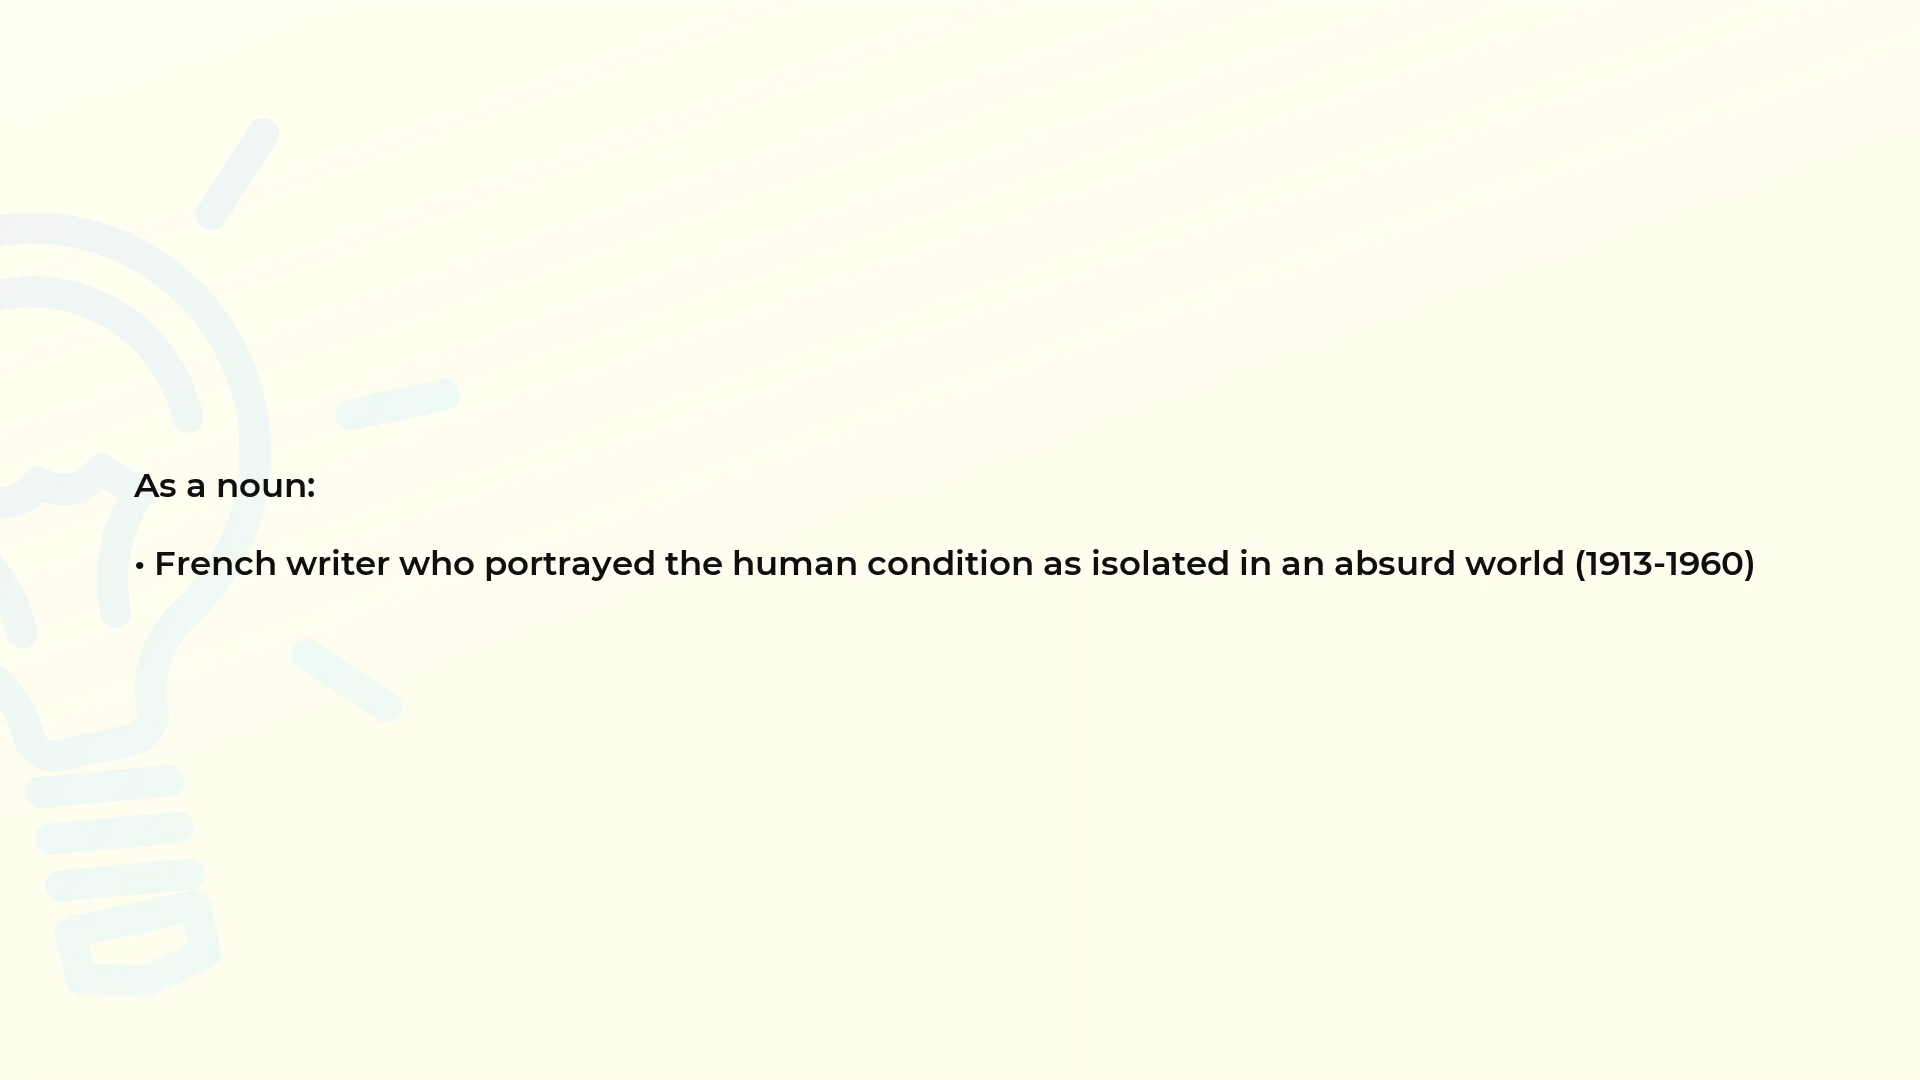 As a noun:
• French writer who portrayed the human condition as isolated in an absurd world (1913-1960)